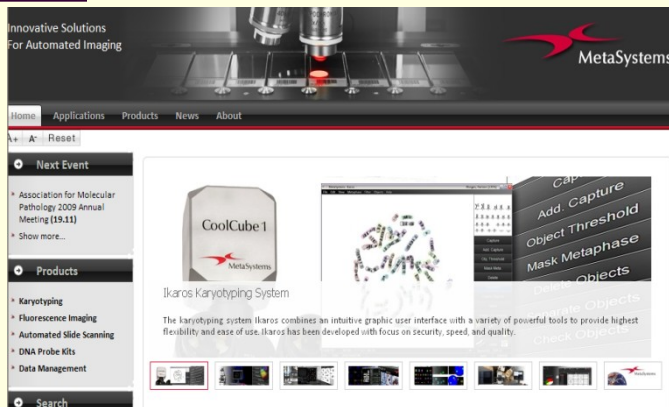 Innovative Solutions
For Automated Imaging
MetaSystems
Home Applications Products News About
A+ A- Reset
Next Event
Association for Molecular
Pathology 2009 Annual
Meeting (19.11)
Show more...
Products
Karyotyping
Fluorescence Imaging
Automated Slide Scanning
DNA Probe Kits
Data Management
Search
CoolCube 1
MetaSystems
Capture
Add. Capture
Object Threshold
Mask Metaphase
Delete Objects
Separate Objects
Check Objects
Ikaros Karyotyping System
The karyotyping system Ikaros combines an intuitive graphic user interface with a variety of powerful tools to provide highest
flexibility and ease of use. Ikaros has been developed with focus on security, speed, and quality.